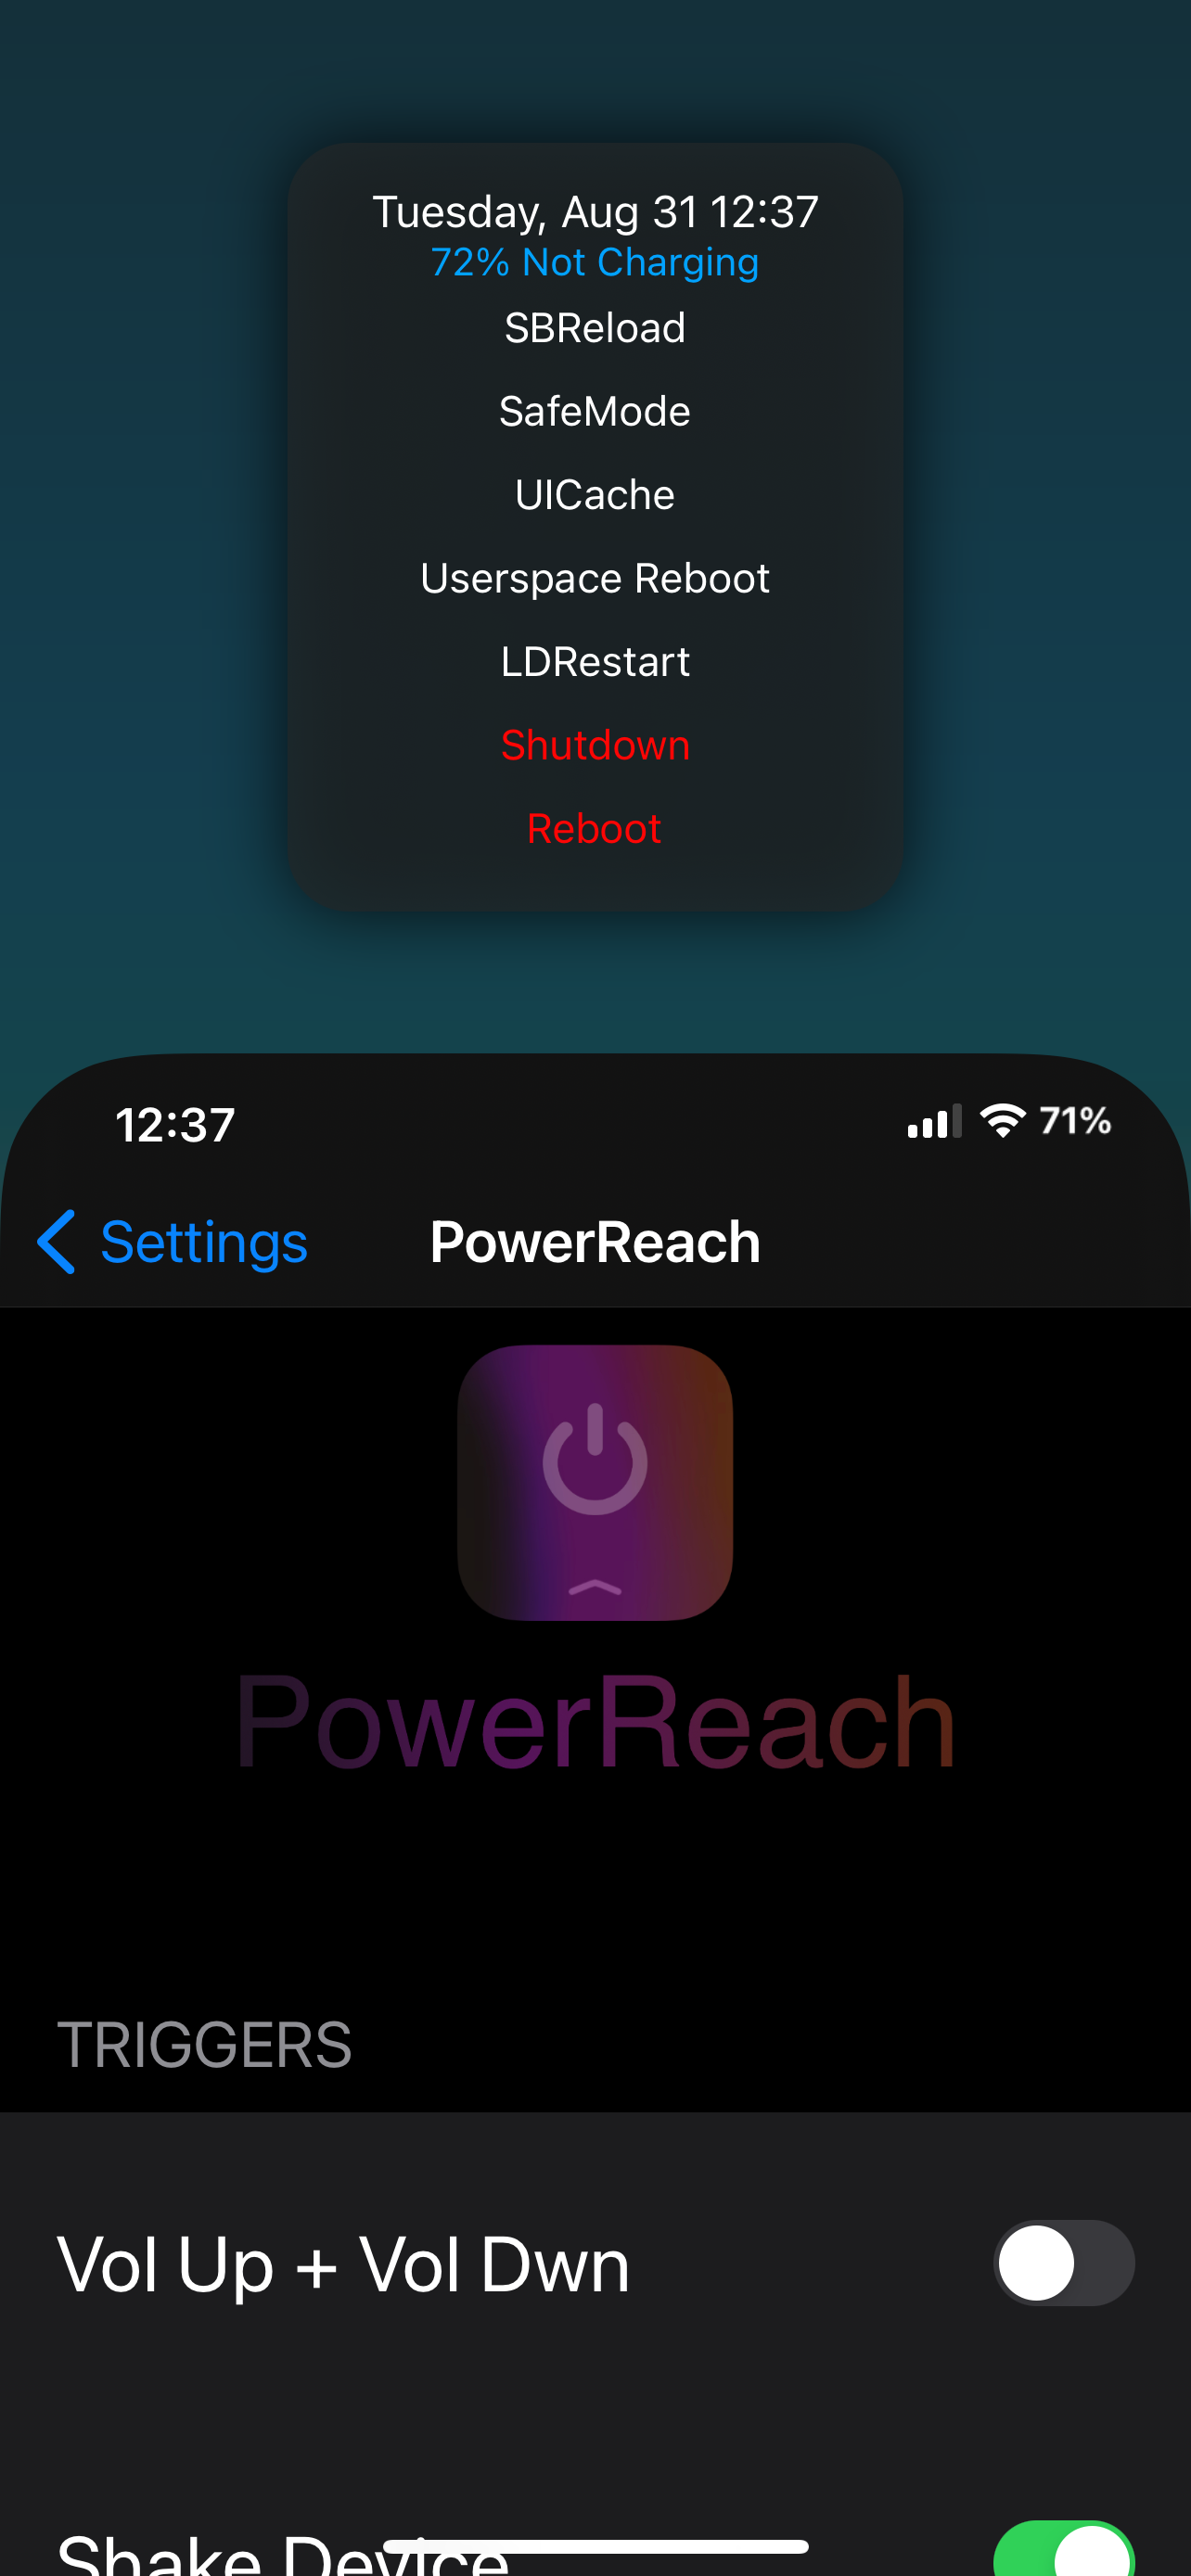 Tuesday, Aug 31 12:37
72% Not Charging
SBReload
SafeMode
UICache
Userspace Reboot
LDRestart
Shutdown
Reboot
12:37
71%
Settings
PowerReach
PowerReach
TRIGGERS
Vol Up + Vol Dwn
Shake Device